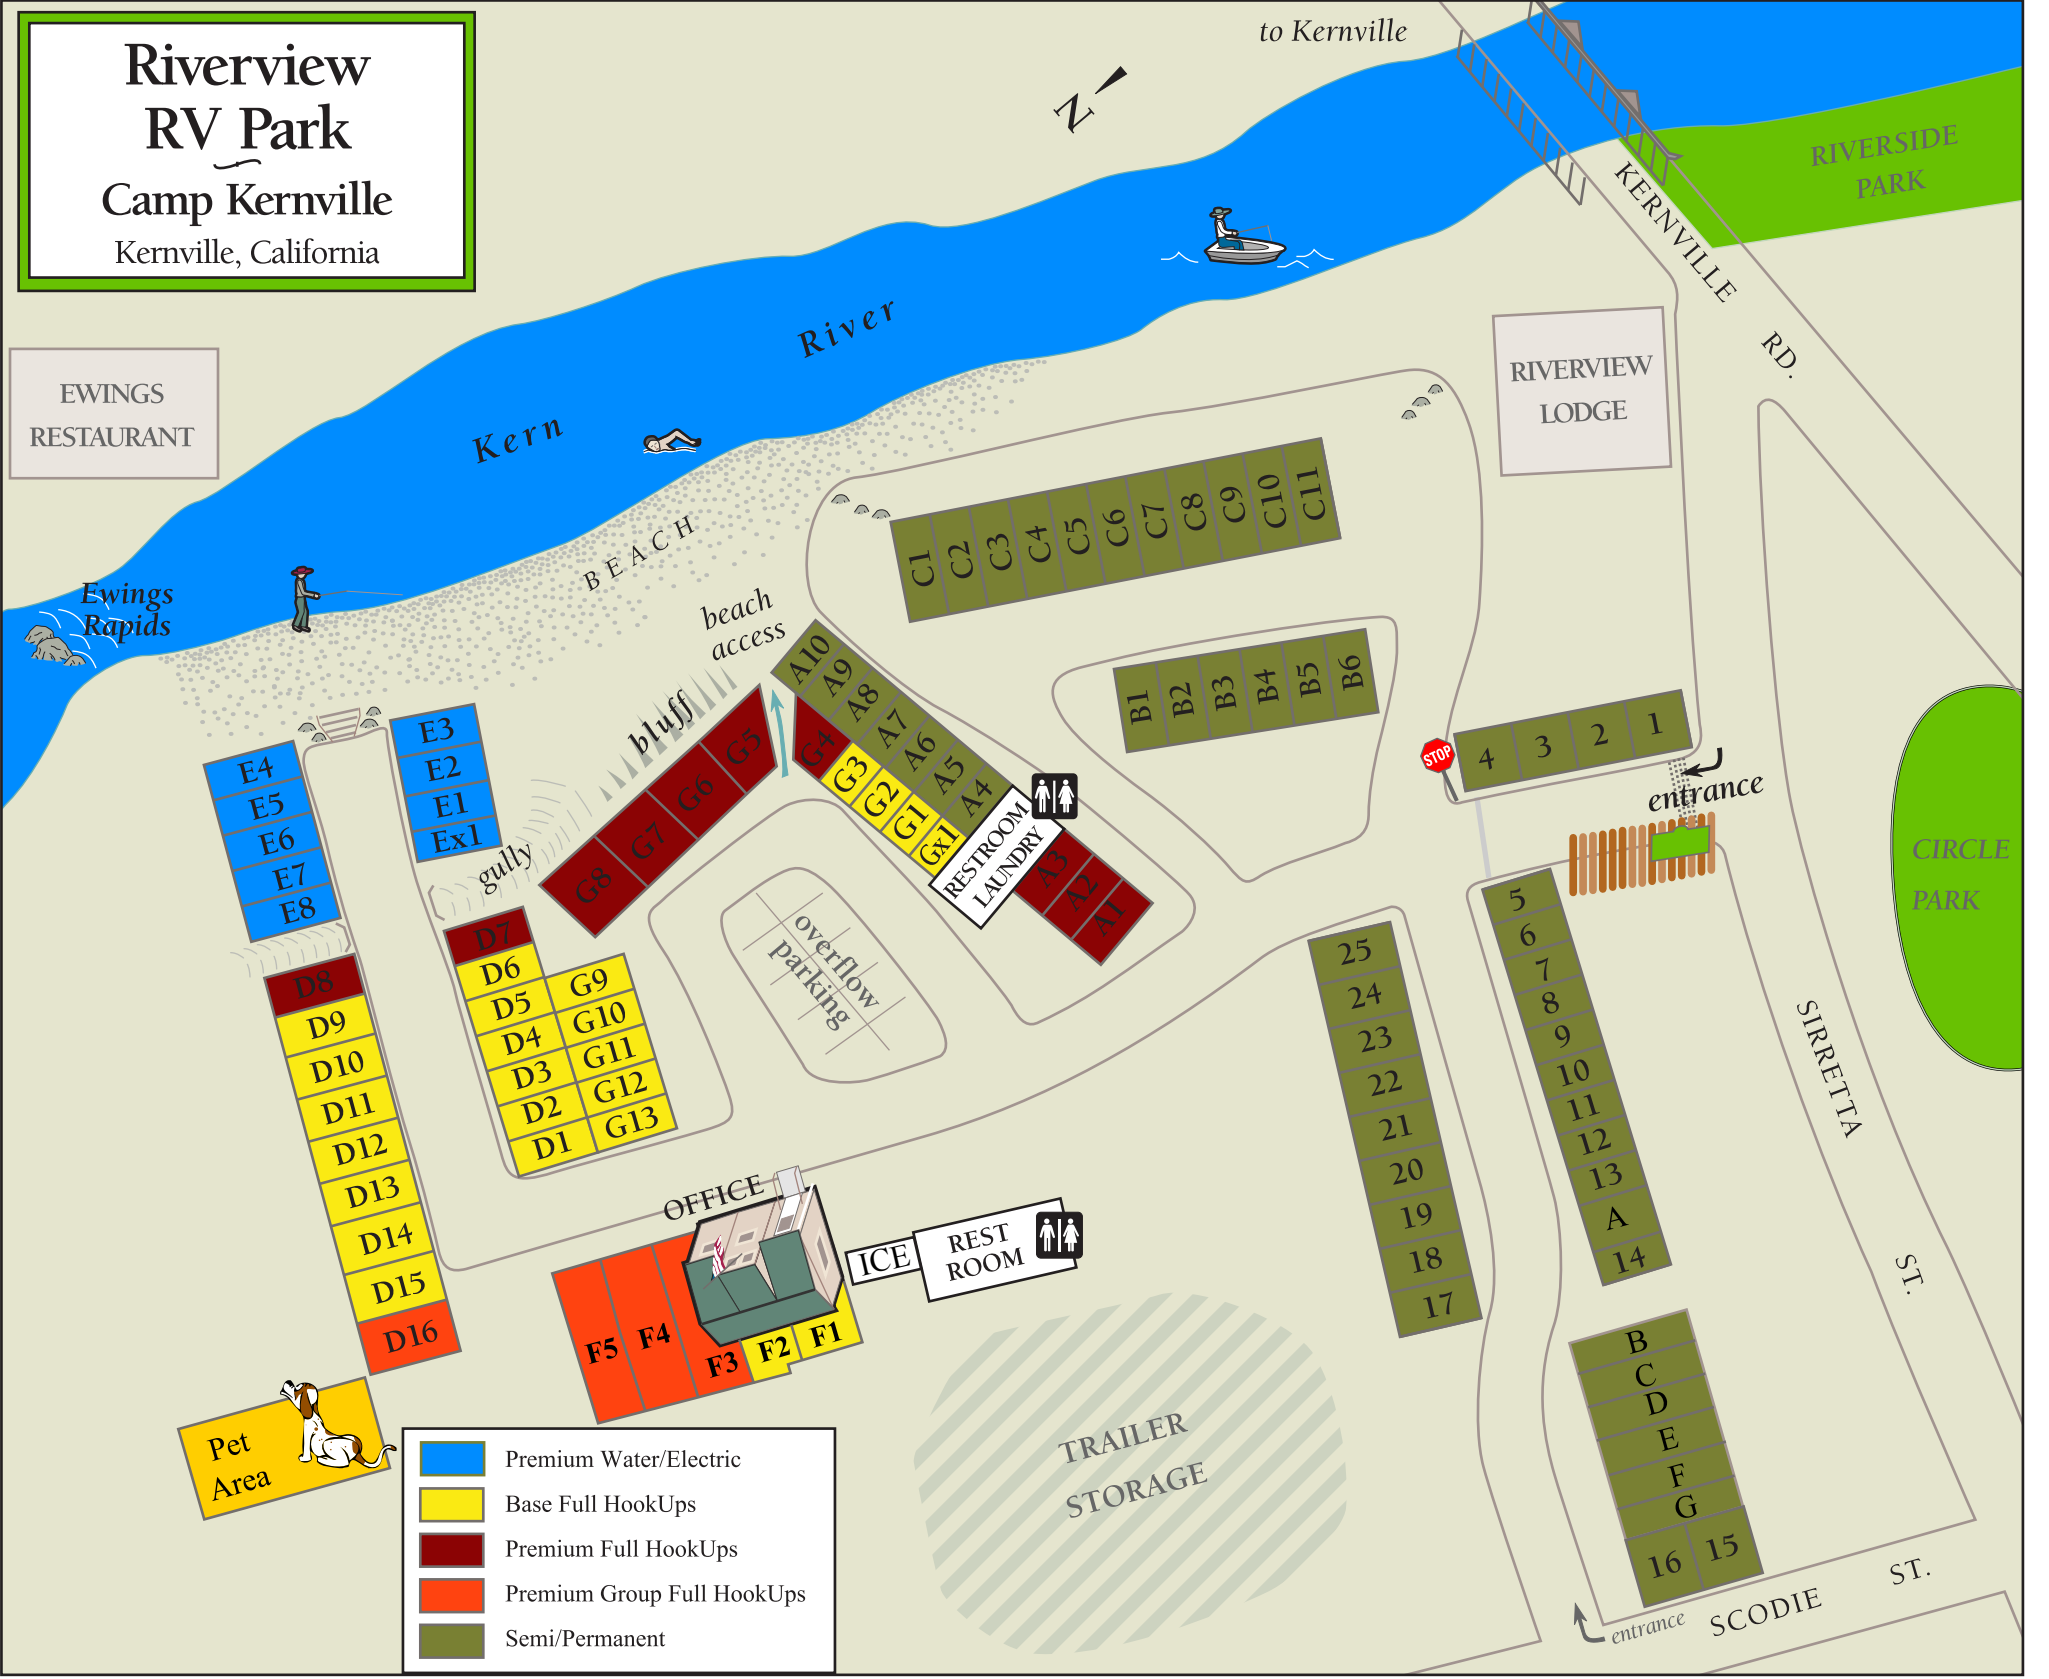 Riverview
RV Park
Camp Kernville
Kernville, California
to Kernville
N
RIVERSIDE
PARK
KERNVILLE
RD.
RIVERVIEW
LODGE
EWINGS
RESTAURANT
Kern River
Ewings
Rapids
BEACH
beach
access
bluff
gully
C1 C2 C3 C4 C5 C6 C7 C8 C9 C10 C11
B1 B2 B3 B4 B5 B6
A10
A9
A8
A7
A6
A5
A4
A3
A2
A1
G4
G3
G2
G1
Gx1
RESTROOM
LAUNDRY
G5
G6
G7
G8
E3
E2
E1
Ex1
E4
E5
E6
E7
E8
STOP
4 3 2 1
entrance
CIRCLE
PARK
D7
D6
D5
D4
D3
D2
D1
G9
G10
G11
G12
G13
D8
D9
D10
D11
D12
D13
D14
D15
D16
overflow
parking
25
24
23
22
21
20
19
18
17
5
6
7
8
9
10
11
12
13
A
14
B
C
D
E
F
G
16 15
SIRRETTA
ST.
OFFICE
ICE
REST
ROOM
F5 F4 F3 F2 F1
TRAILER
STORAGE
Pet
Area
Premium Water/Electric
Base Full HookUps
Premium Full HookUps
Premium Group Full HookUps
Semi/Permanent
entrance
SCODIE ST.